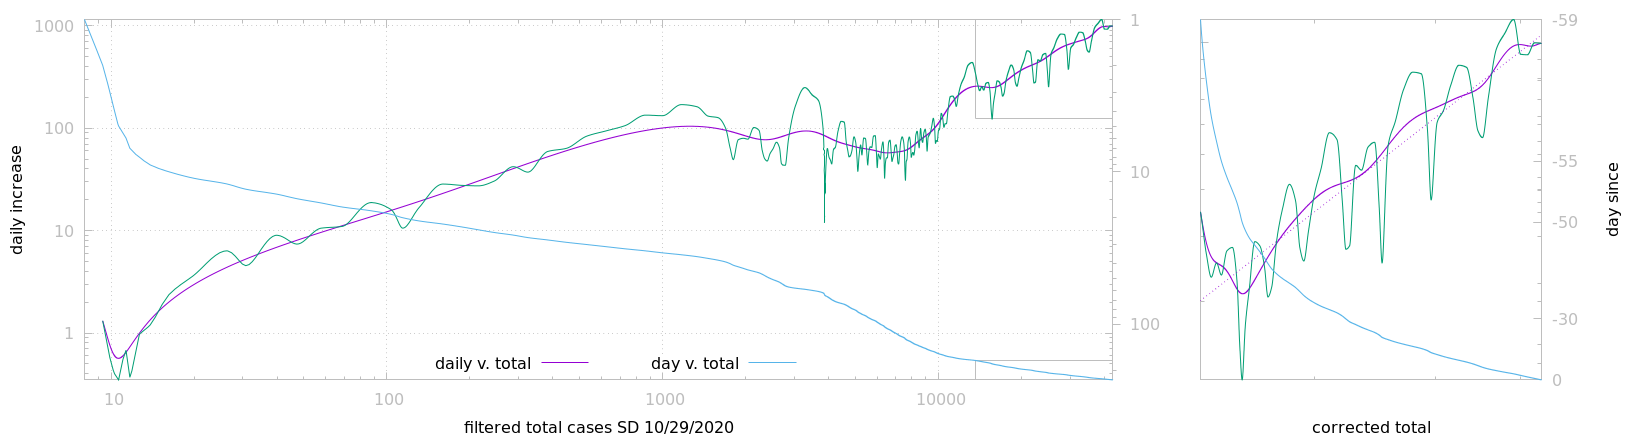 1000
100
10
1
daily increase
10
100
1000
10000
filtered total cases SD 10/29/2020
daily v. total
day v. total
1
10
100
-59
-55
-50
-30
0
day since
corrected total